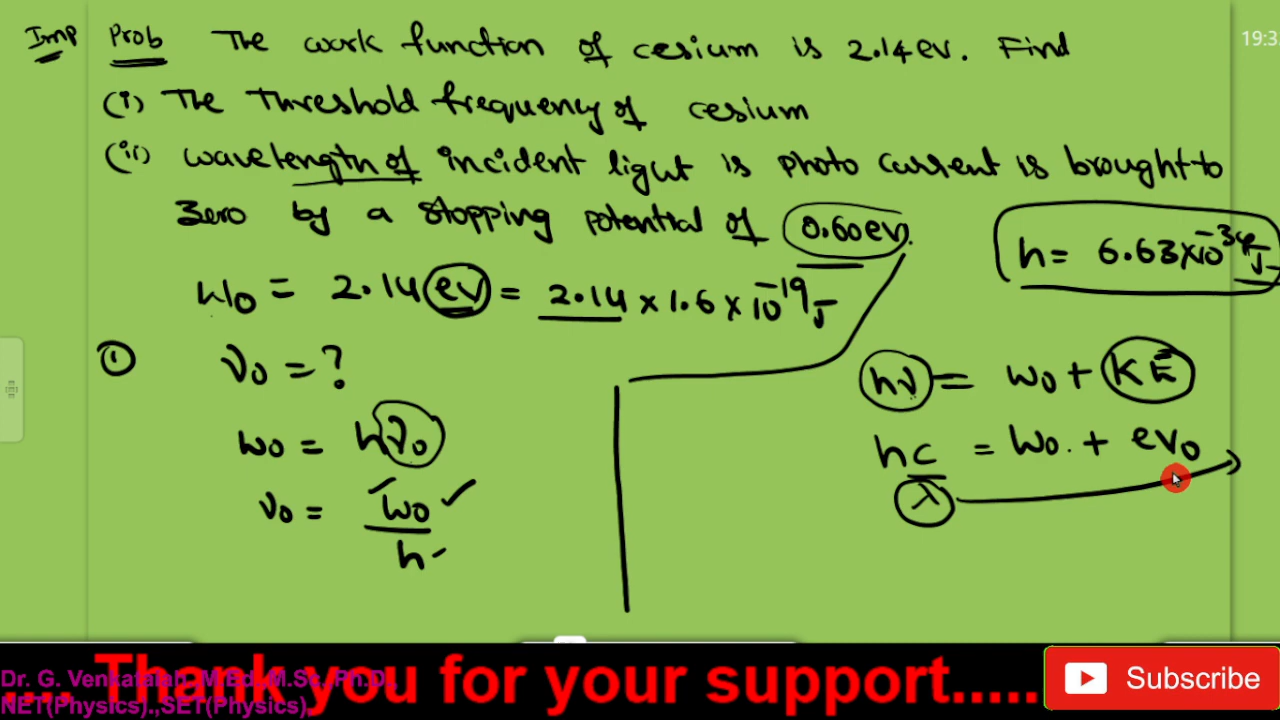 Imp Prob The work function of cesium is 2.14ev. Find
19:3
(i) The Threshold frequency of cesium
(ii) wavelength of incident light is photo current is brought to
zero by a stopping potential of 0.60ev.
h = 6.63×10⁻³⁴J
W0 = 2.14 ev = 2.14 × 1.6 × 10⁻¹⁹J
① ν0 = ?
w0 = hν0
ν0 = w0/h
hν = w0 + KE
hc/λ = w0 + ev0
.... Thank you for your support.....
Dr. G. Venkataiah, M.Ed.,M.Sc.,Ph.D.,
NET(Physics).,SET(Physics),
Subscribe